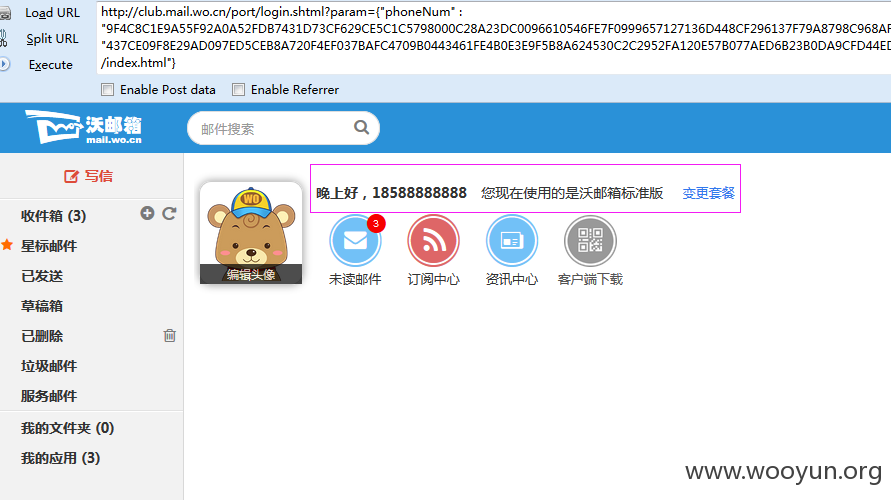 Load URL
Split URL
Execute
http://club.mail.wo.cn/port/login.shtml?param={"phoneNum" :
"9F4C8C1E9A55F92A0A52FDB7431D73CF629CE5C1C5798000C28A23DC0096610546FE7F0999657127136D448CF296137F79A8798C968AF
"437CE09F8E29AD097ED5CEB8A720F4EF037BAFC4709B0443461FE4B0E3E9F5B8A624530C2C2952FA120E57B077AED6B23B0DA9CFD44ED
/index.html"}
Enable Post data
Enable Referrer
沃邮箱
mail.wo.cn
邮件搜索
写信
收件箱 (3)
星标邮件
已发送
草稿箱
已删除
垃圾邮件
服务邮件
我的文件夹 (0)
我的应用 (3)
WO
编辑头像
晚上好，18588888888 您现在使用的是沃邮箱标准版 变更套餐
3
未读邮件
订阅中心
资讯中心
客户端下载
www.wooyun.org